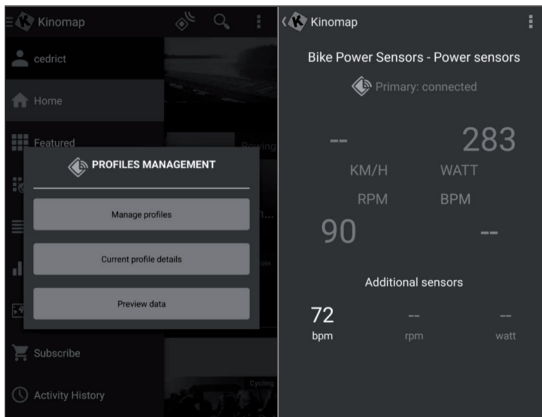 Kinomap
cedrict
Home
Featured
Rowing
PROFILES MANAGEMENT
Manage profiles
Current profile details
Preview data
Subscribe
Activity History
Cycling
Kinomap
Bike Power Sensors - Power sensors
Primary: connected
-- 283
KM/H WATT
RPM BPM
90 --
Additional sensors
72 -- --
bpm rpm watt